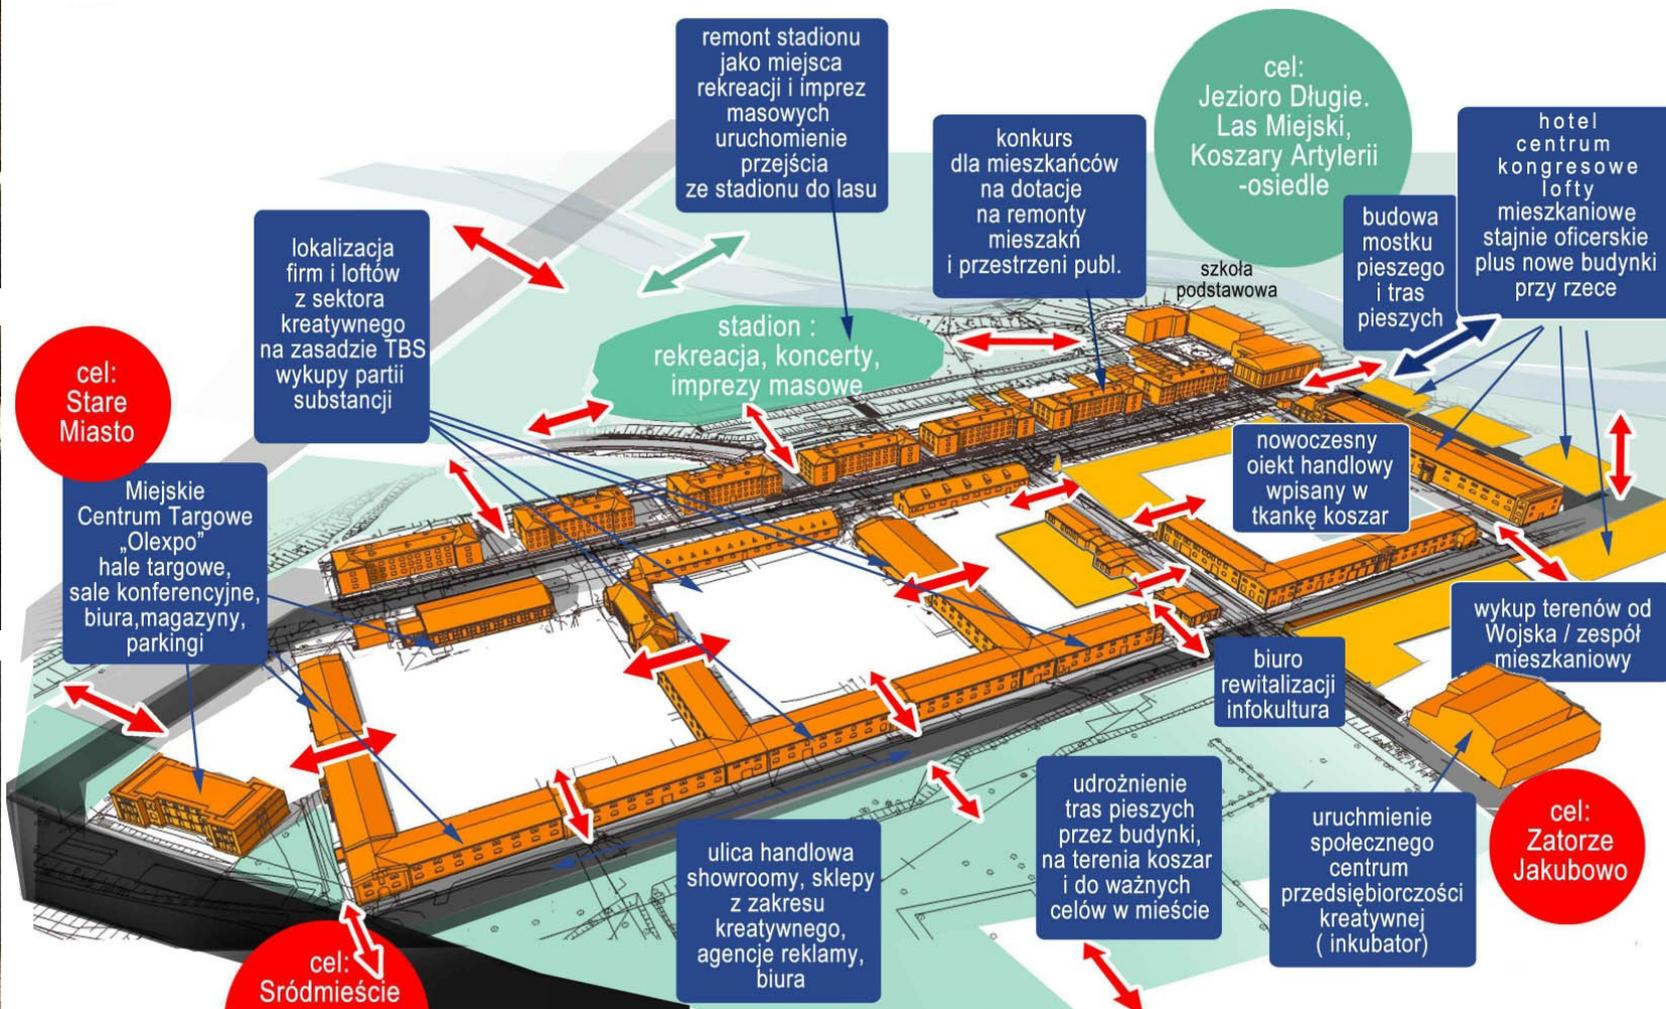 remont stadionu
jako miejsca
rekreacji i imprez
masowych
uruchomienie
przejścia
ze stadionu do lasu
cel:
Jezioro Długie.
Las Miejski,
Koszary Artylerii
-osiedle
konkurs
dla mieszkańców
na dotacje
na remonty
mieszakń
i przestrzeni publ.
hotel
centrum
kongresowe
lofty
mieszkaniowe
stajnie oficerskie
plus nowe budynki
przy rzece
budowa
mostku
pieszego
i tras
pieszych
szkoła
podstawowa
lokalizacja
firm i loftów
z sektora
kreatywnego
na zasadzie TBS
wykupy partii
substancji
stadion :
rekreacja, koncerty,
imprezy masowe
cel:
Stare
Miasto
nowoczesny
oiekt handlowy
wpisany w
tkankę koszar
Miejskie
Centrum Targowe
„Olexpo”
hale targowe,
sale konferencyjne,
biura,magazyny,
parkingi
wykup terenów od
Wojska / zespół
mieszkaniowy
biuro
rewitalizacji
infokultura
udrożnienie
tras pieszych
przez budynki,
na terenia koszar
i do ważnych
celów w mieście
uruchmienie
społecznego
centrum
przedsiębiorczości
kreatywnej
( inkubator)
cel:
Zatorze
Jakubowo
ulica handlowa
showroomy, sklepy
z zakresu
kreatywnego,
agencje reklamy,
biura
cel:
Sródmieście